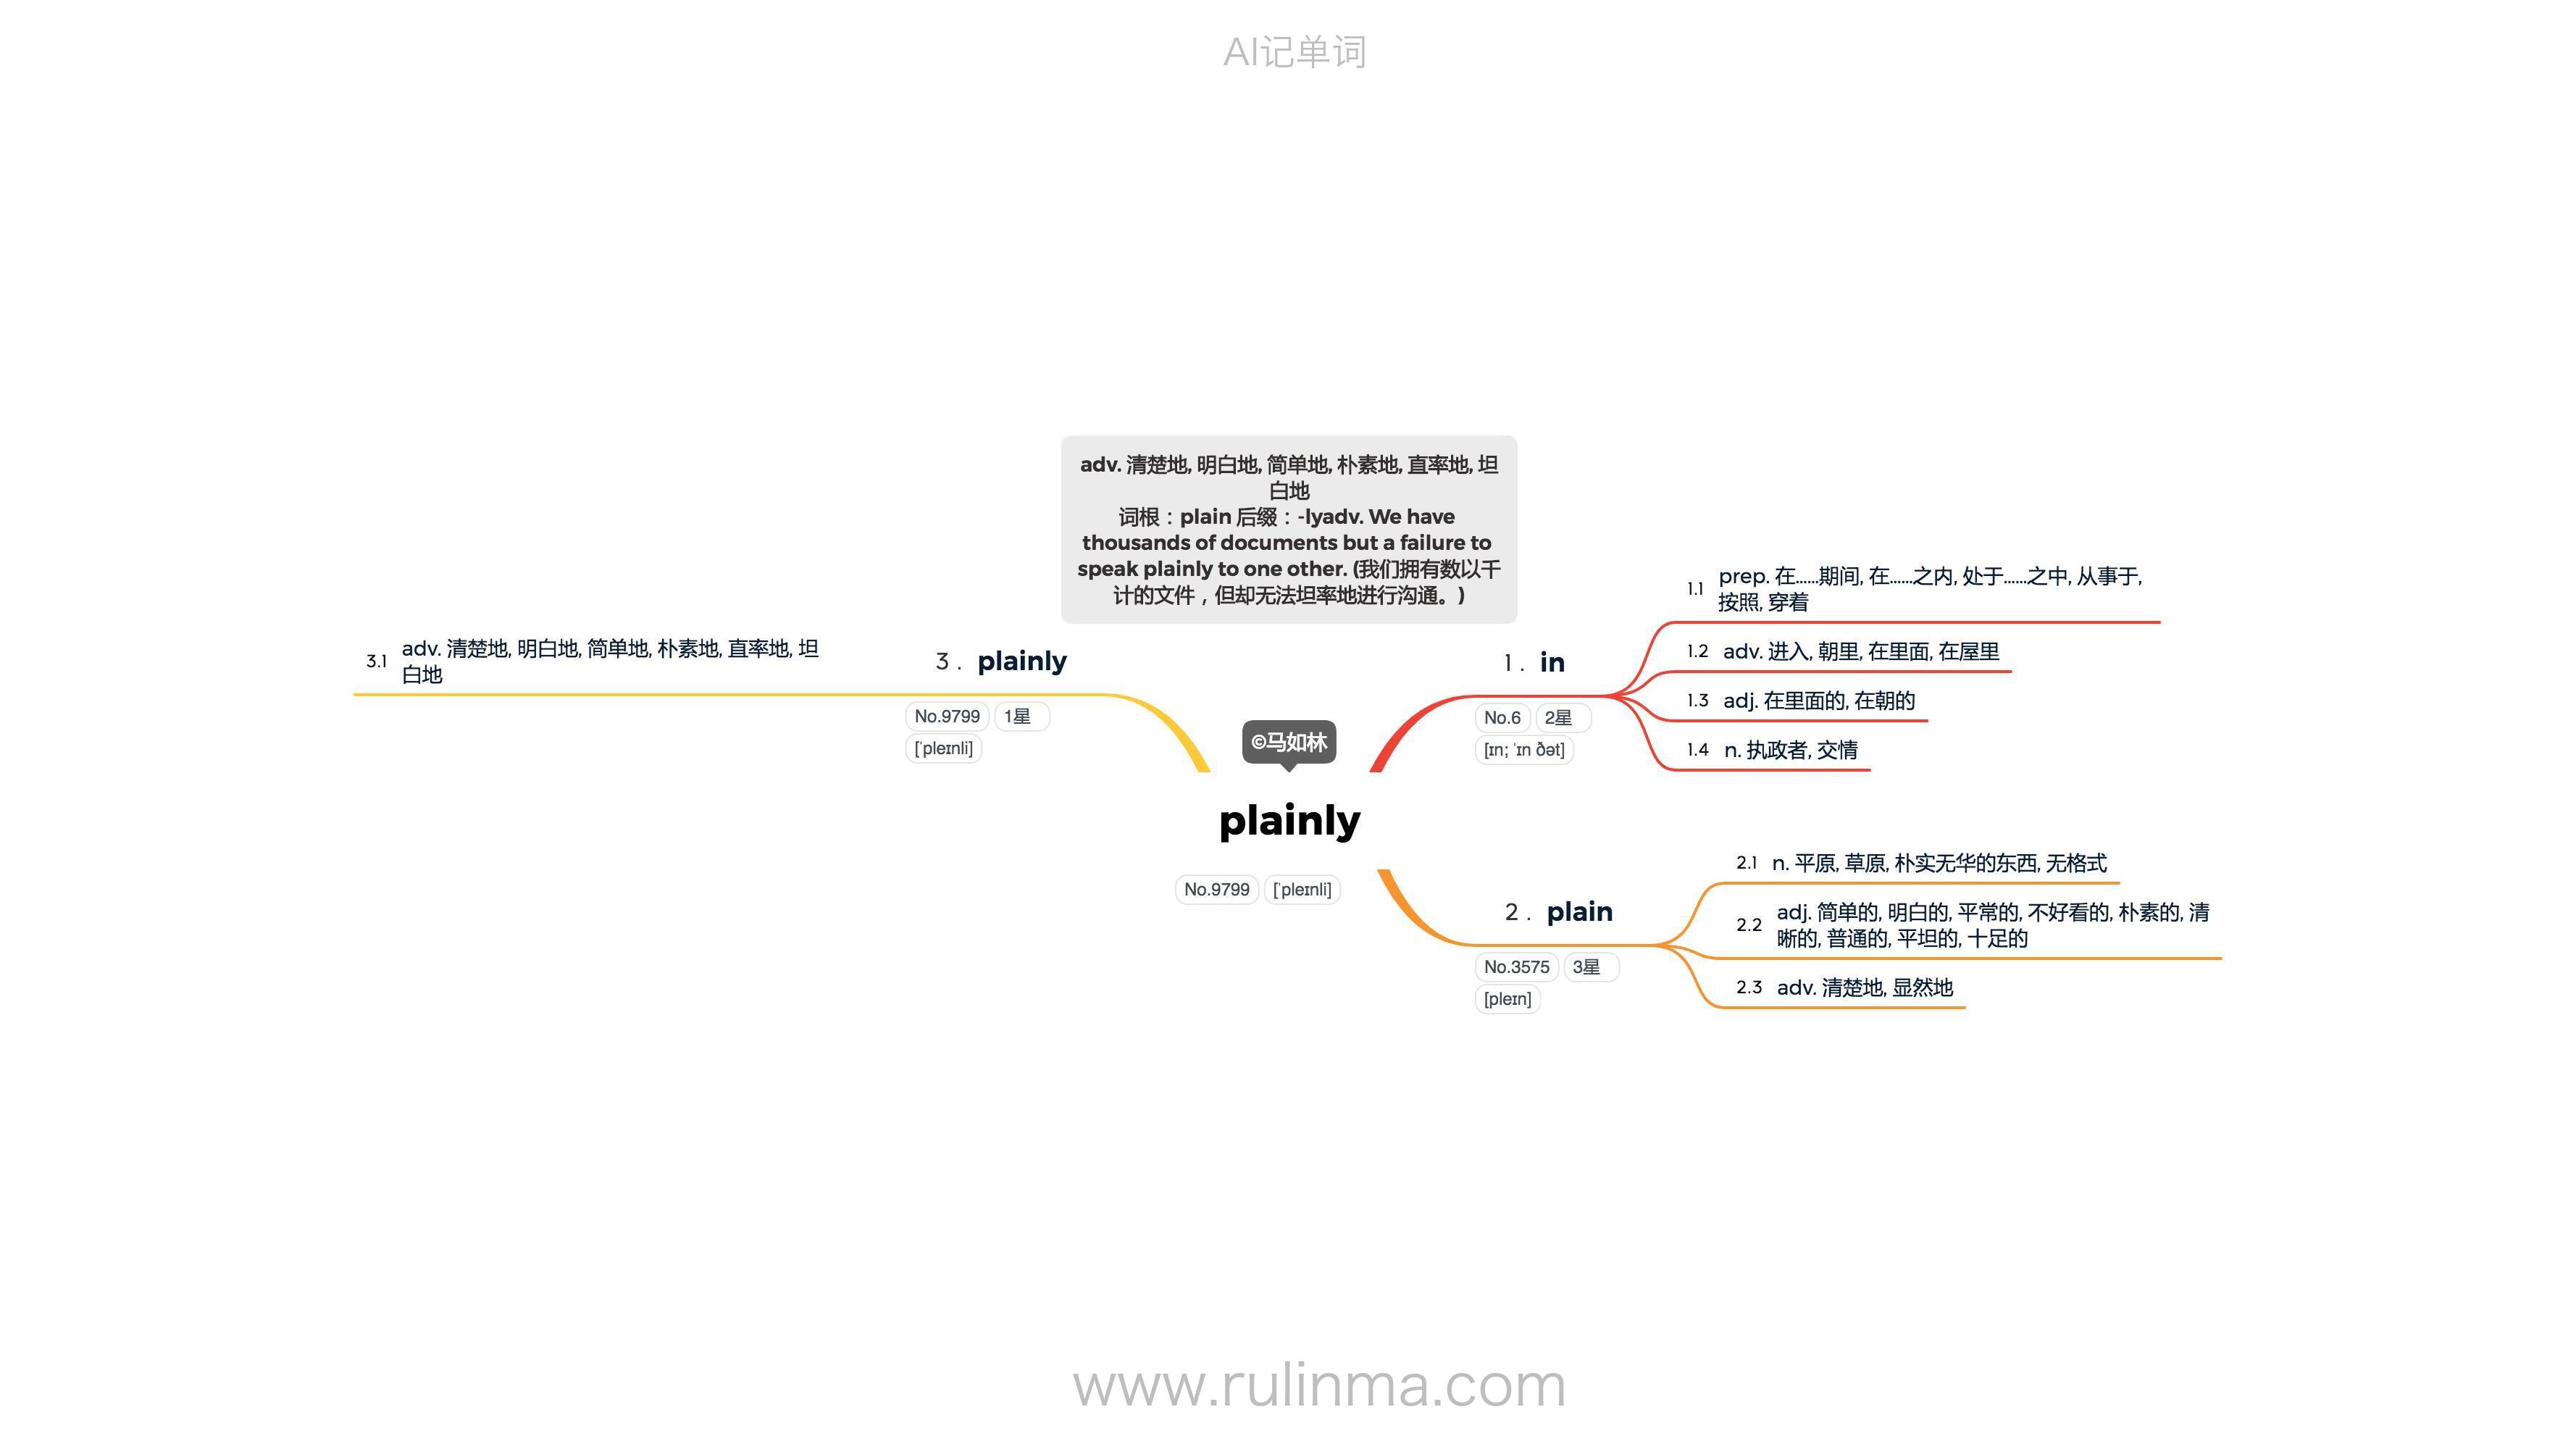 AI记单词
adv. 清楚地, 明白地, 简单地, 朴素地, 直率地, 坦
白地
词根：plain 后缀：-lyadv. We have
thousands of documents but a failure to
speak plainly to one other. (我们拥有数以千
计的文件，但却无法坦率地进行沟通。)
©马如林
plainly
No.9799 [ˈpleɪnli]
1. in
No.6 2星
[ɪn; ˈɪn ðət]
1.1 prep. 在……期间, 在……之内, 处于……之中, 从事于,
按照, 穿着
1.2 adv. 进入, 朝里, 在里面, 在屋里
1.3 adj. 在里面的, 在朝的
1.4 n. 执政者, 交情
2. plain
No.3575 3星
[pleɪn]
2.1 n. 平原, 草原, 朴实无华的东西, 无格式
2.2 adj. 简单的, 明白的, 平常的, 不好看的, 朴素的, 清
晰的, 普通的, 平坦的, 十足的
2.3 adv. 清楚地, 显然地
3. plainly
No.9799 1星
[ˈpleɪnli]
3.1 adv. 清楚地, 明白地, 简单地, 朴素地, 直率地, 坦
白地
www.rulinma.com